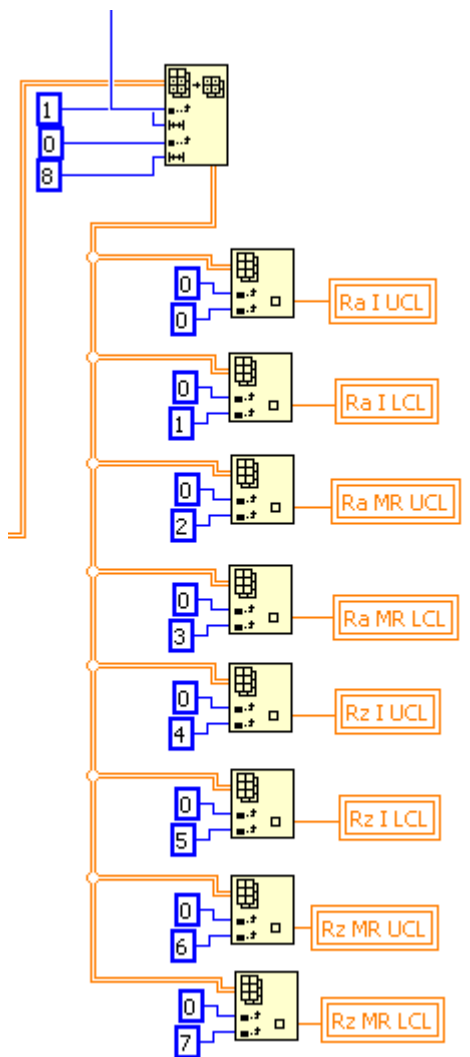 1
0
8
0
0
Ra I UCL
0
1
Ra I LCL
0
2
Ra MR UCL
0
3
Ra MR LCL
0
4
Rz I UCL
0
5
Rz I LCL
0
6
Rz MR UCL
0
7
Rz MR LCL